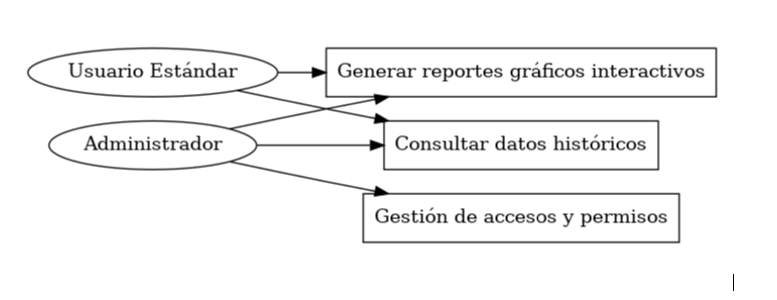 Usuario Estándar
Generar reportes gráficos interactivos
Administrador
Consultar datos históricos
Gestión de accesos y permisos